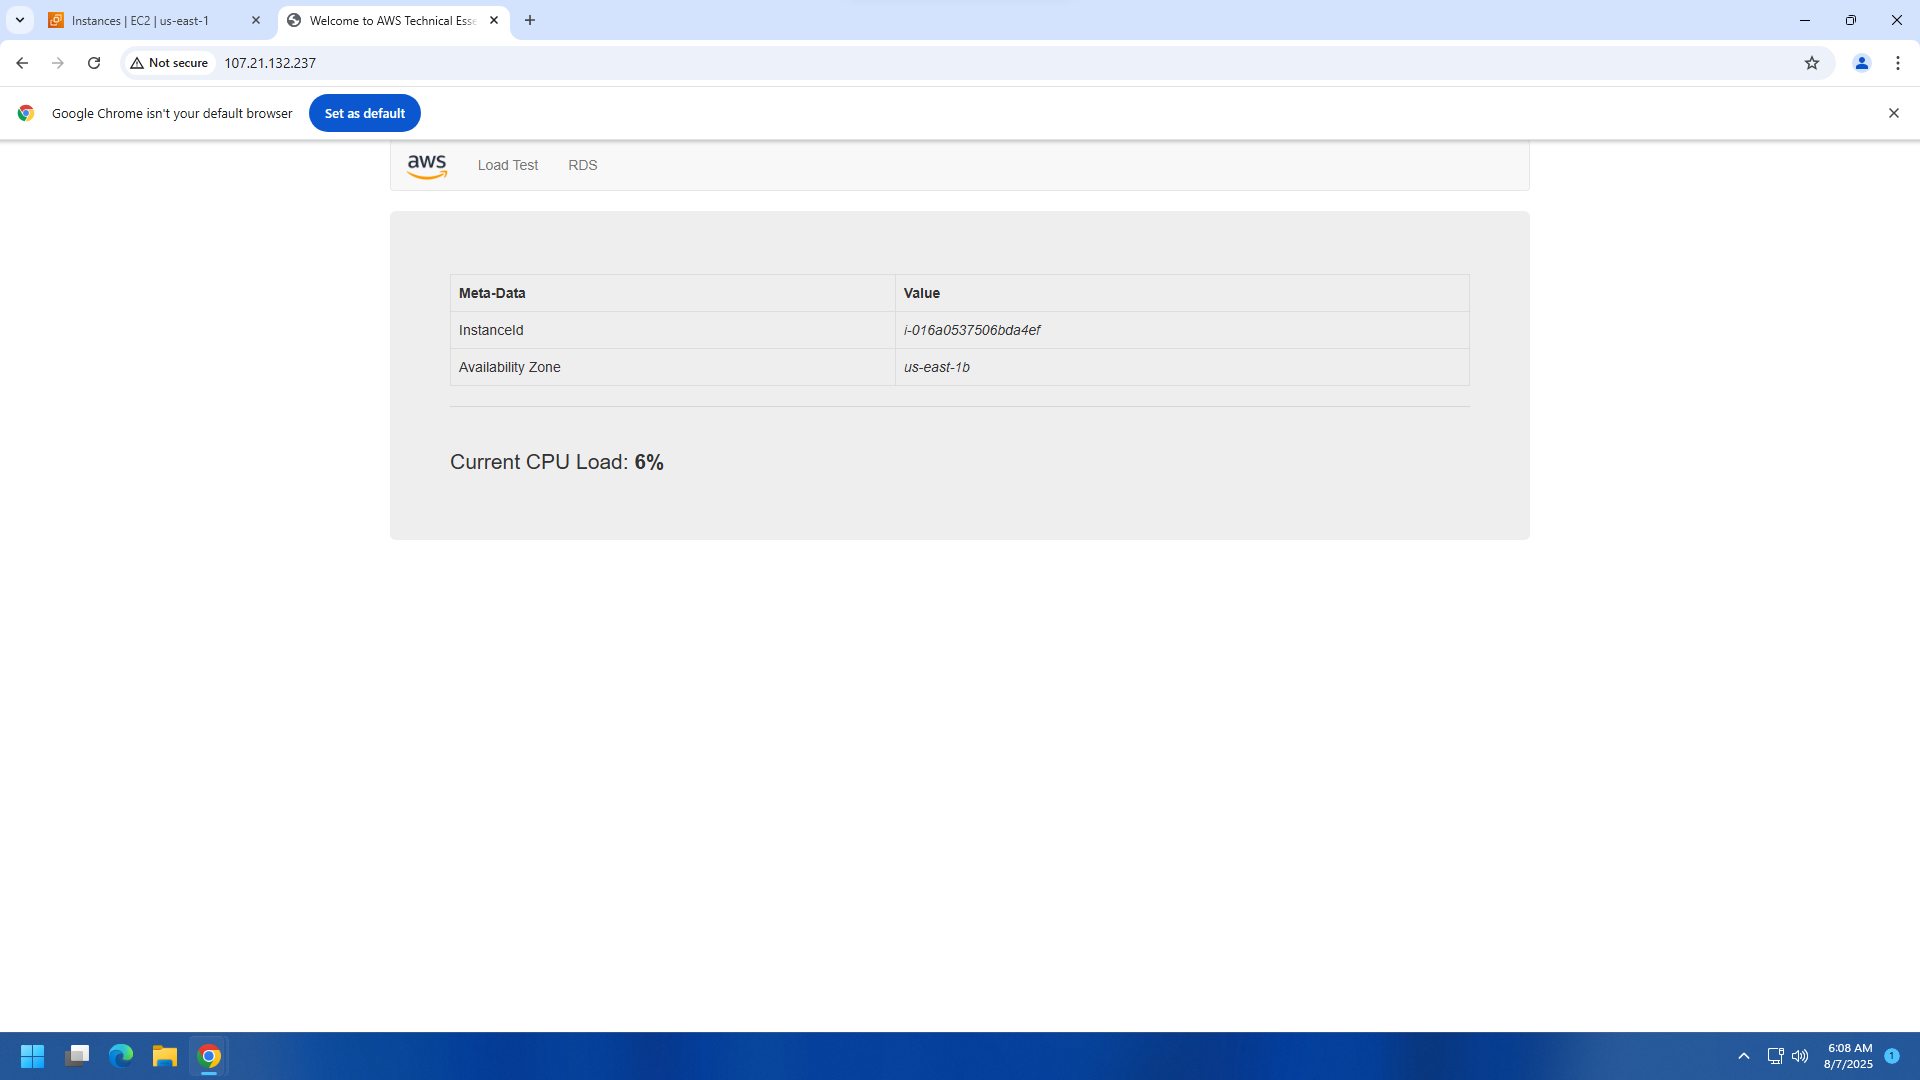 Instances | EC2 | us-east-1
Welcome to AWS Technical Esse
Not secure
107.21.132.237
Google Chrome isn't your default browser
Set as default
aws
Load Test
RDS
Meta-Data Value
InstanceId i-016a0537506bda4ef
Availability Zone us-east-1b
Current CPU Load: 6%
6:08 AM
8/7/2025
1